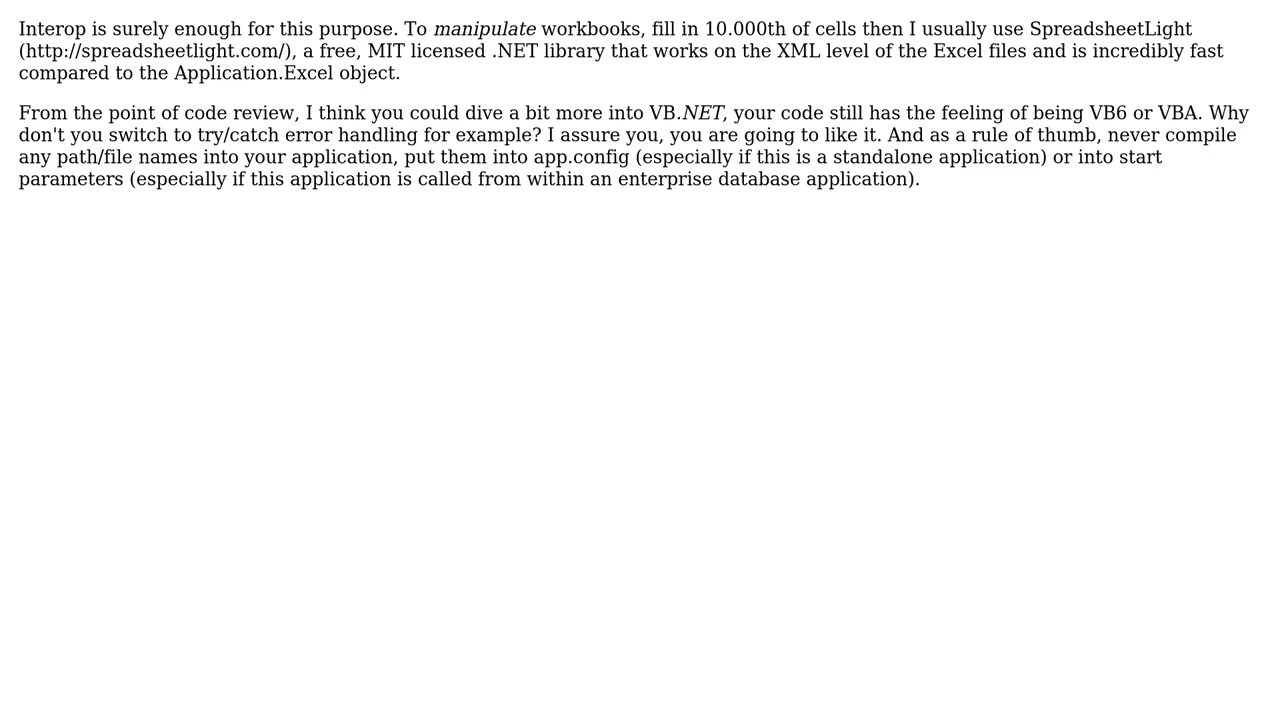 Interop is surely enough for this purpose. To manipulate workbooks, fill in 10.000th of cells then I usually use SpreadsheetLight
(http://spreadsheetlight.com/), a free, MIT licensed .NET library that works on the XML level of the Excel files and is incredibly fast
compared to the Application.Excel object.
From the point of code review, I think you could dive a bit more into VB.NET, your code still has the feeling of being VB6 or VBA. Why
don't you switch to try/catch error handling for example? I assure you, you are going to like it. And as a rule of thumb, never compile
any path/file names into your application, put them into app.config (especially if this is a standalone application) or into start
parameters (especially if this application is called from within an enterprise database application).